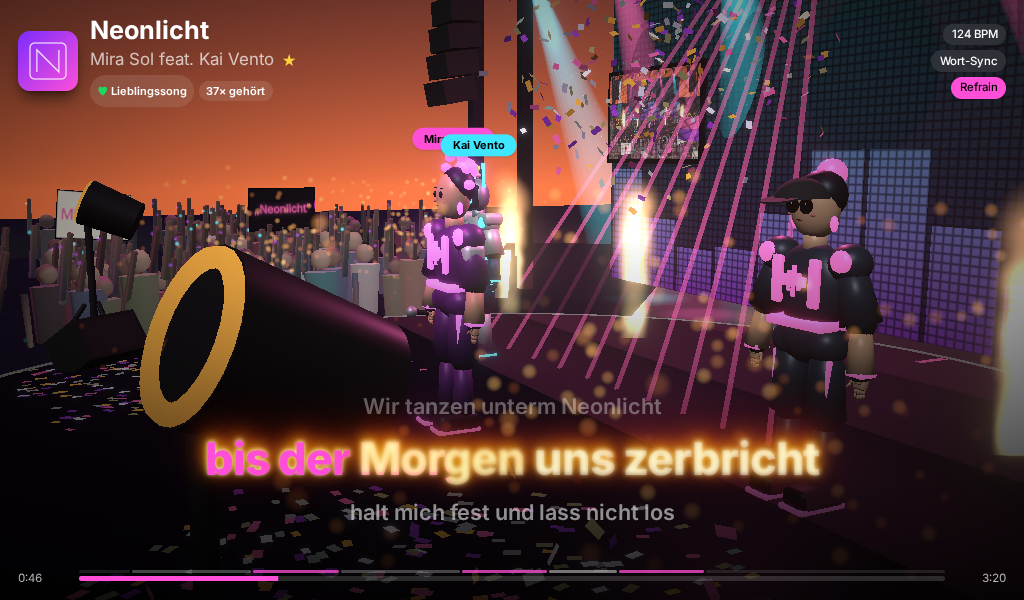 Neonlicht
Mira Sol feat. Kai Vento ★
Lieblingssong
37× gehört
124 BPM
Wort-Sync
Refrain
Kai Vento
„Neonlicht“
Wir tanzen unterm Neonlicht
bis der Morgen uns zerbricht
halt mich fest und lass nicht los
0:46
3:20